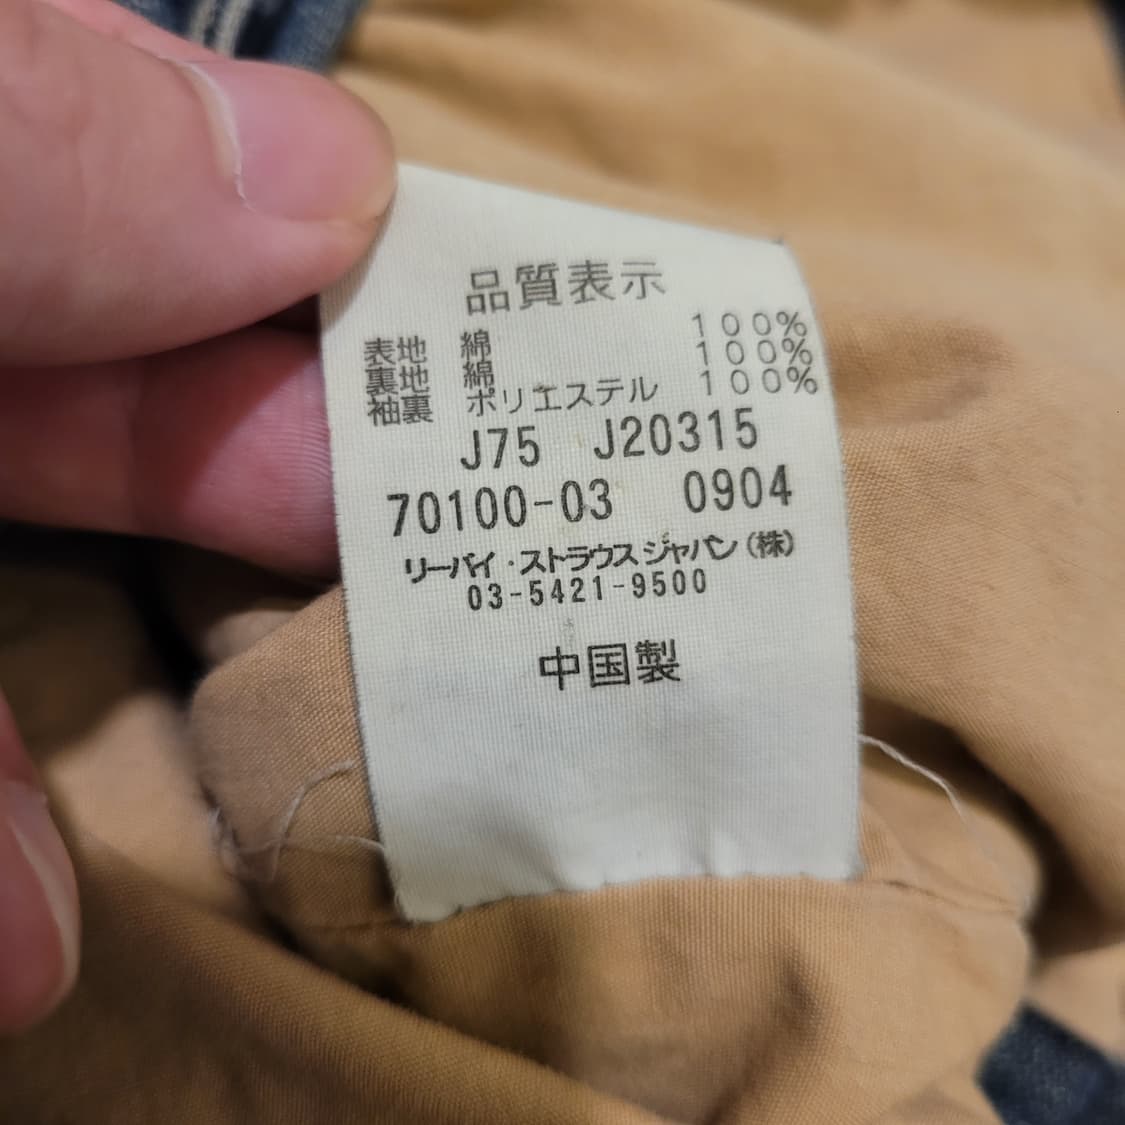 品質表示
表地 綿 100%
裏地 綿 100%
袖裏 ポリエステル 100%
J75 J20315
70100-03 0904
リーバイ・ストラウスジャパン(株)
03-5421-9500
中国製